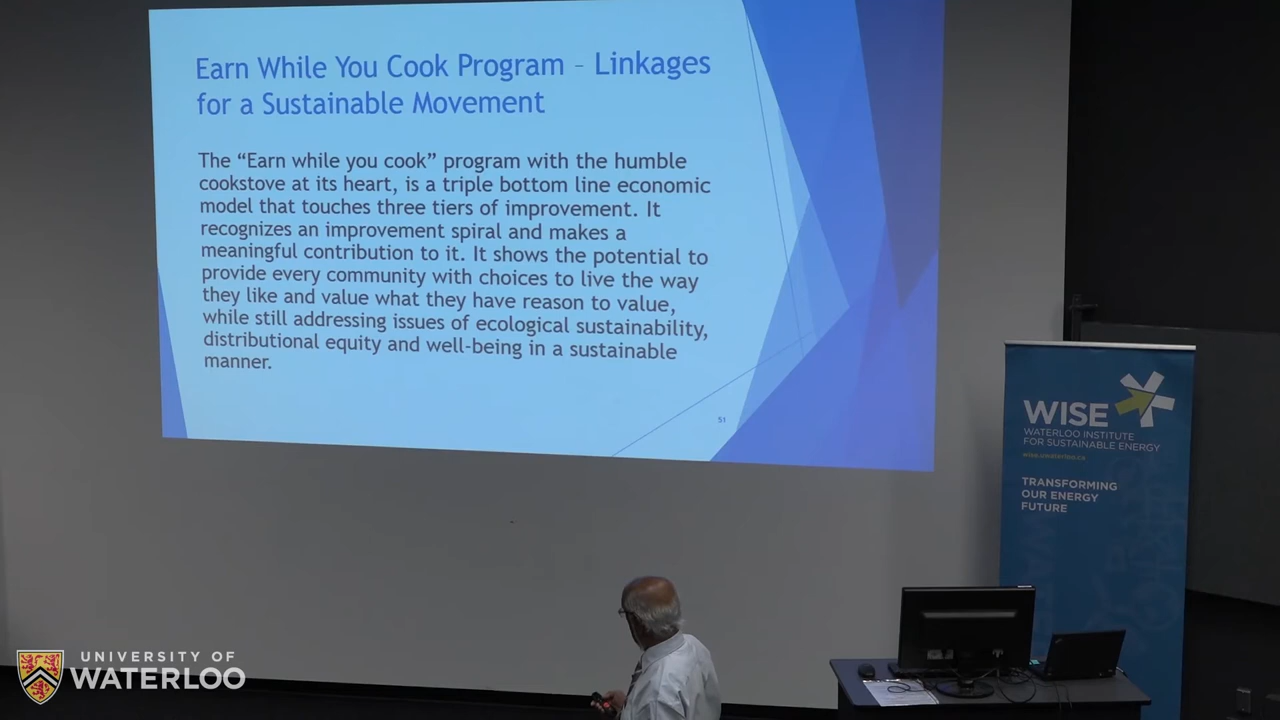 Earn While You Cook Program – Linkages
for a Sustainable Movement
The “Earn while you cook” program with the humble
cookstove at its heart, is a triple bottom line economic
model that touches three tiers of improvement. It
recognizes an improvement spiral and makes a
meaningful contribution to it. It shows the potential to
provide every community with choices to live the way
they like and value what they have reason to value,
while still addressing issues of ecological sustainability,
distributional equity and well-being in a sustainable
manner.
51
WISE
WATERLOO INSTITUTE
FOR SUSTAINABLE ENERGY
wise.uwaterloo.ca
TRANSFORMING
OUR ENERGY
FUTURE
UNIVERSITY OF
WATERLOO